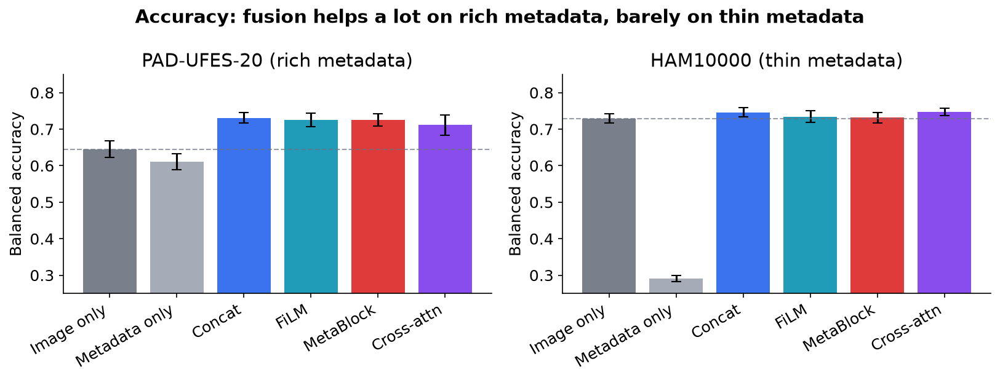 Accuracy: fusion helps a lot on rich metadata, barely on thin metadata
PAD-UFES-20 (rich metadata)
Balanced accuracy
0.8
0.7
0.6
0.5
0.4
0.3
Image only
Metadata only
Concat
FiLM
MetaBlock
Cross-attn
HAM10000 (thin metadata)
Balanced accuracy
0.8
0.7
0.6
0.5
0.4
0.3
Image only
Metadata only
Concat
FiLM
MetaBlock
Cross-attn